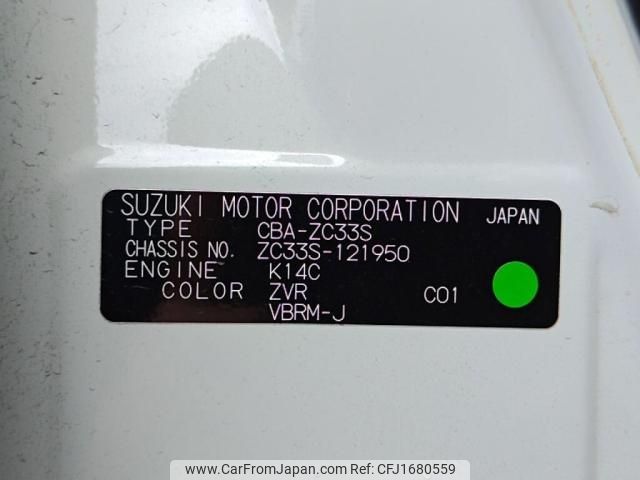 SUZUKI MOTOR CORPORATION JAPAN
TYPE CBA-ZC33S
CHASSIS NO. ZC33S-121950
ENGINE K14C
COLOR ZVR C01
VBRM-J
www.CarFromJapan.com | Ref. No: CFJ1680559